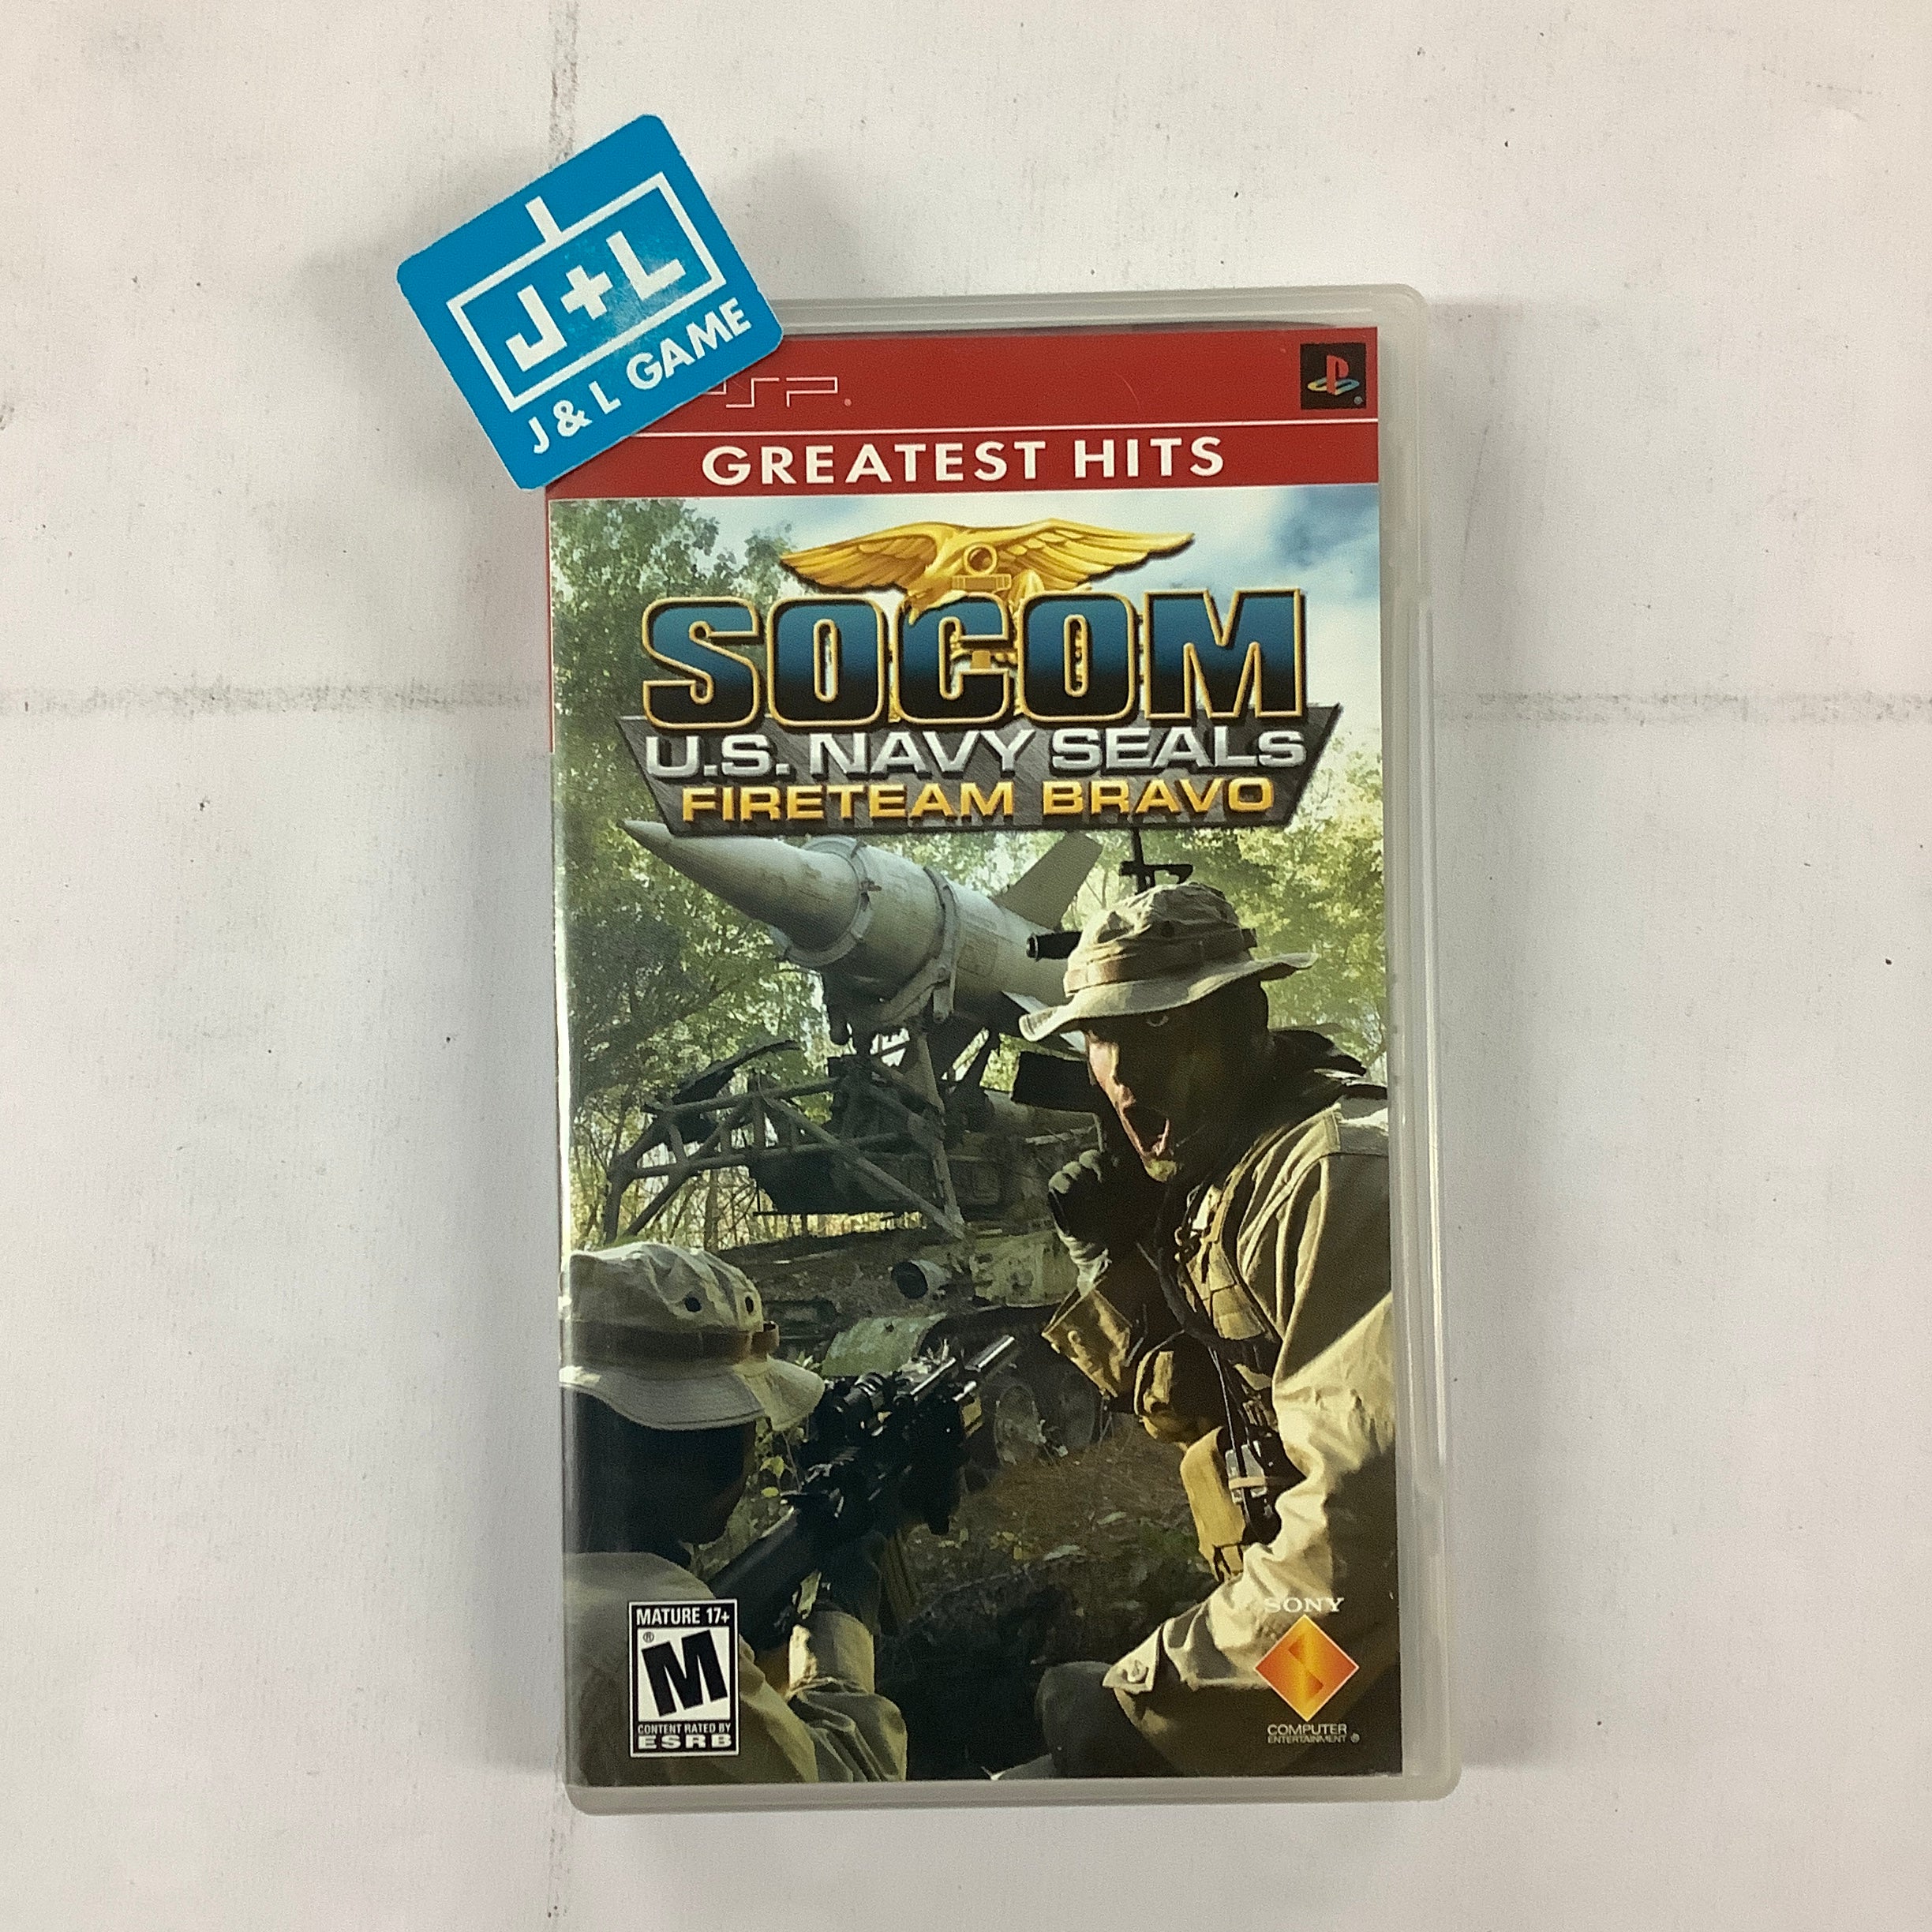 J+L
J & L GAME
PSP
GREATEST HITS
SOCOM
U.S. NAVY SEALS
FIRETEAM BRAVO
MATURE 17+
M
CONTENT RATED BY
ESRB
SONY
COMPUTER
ENTERTAINMENT